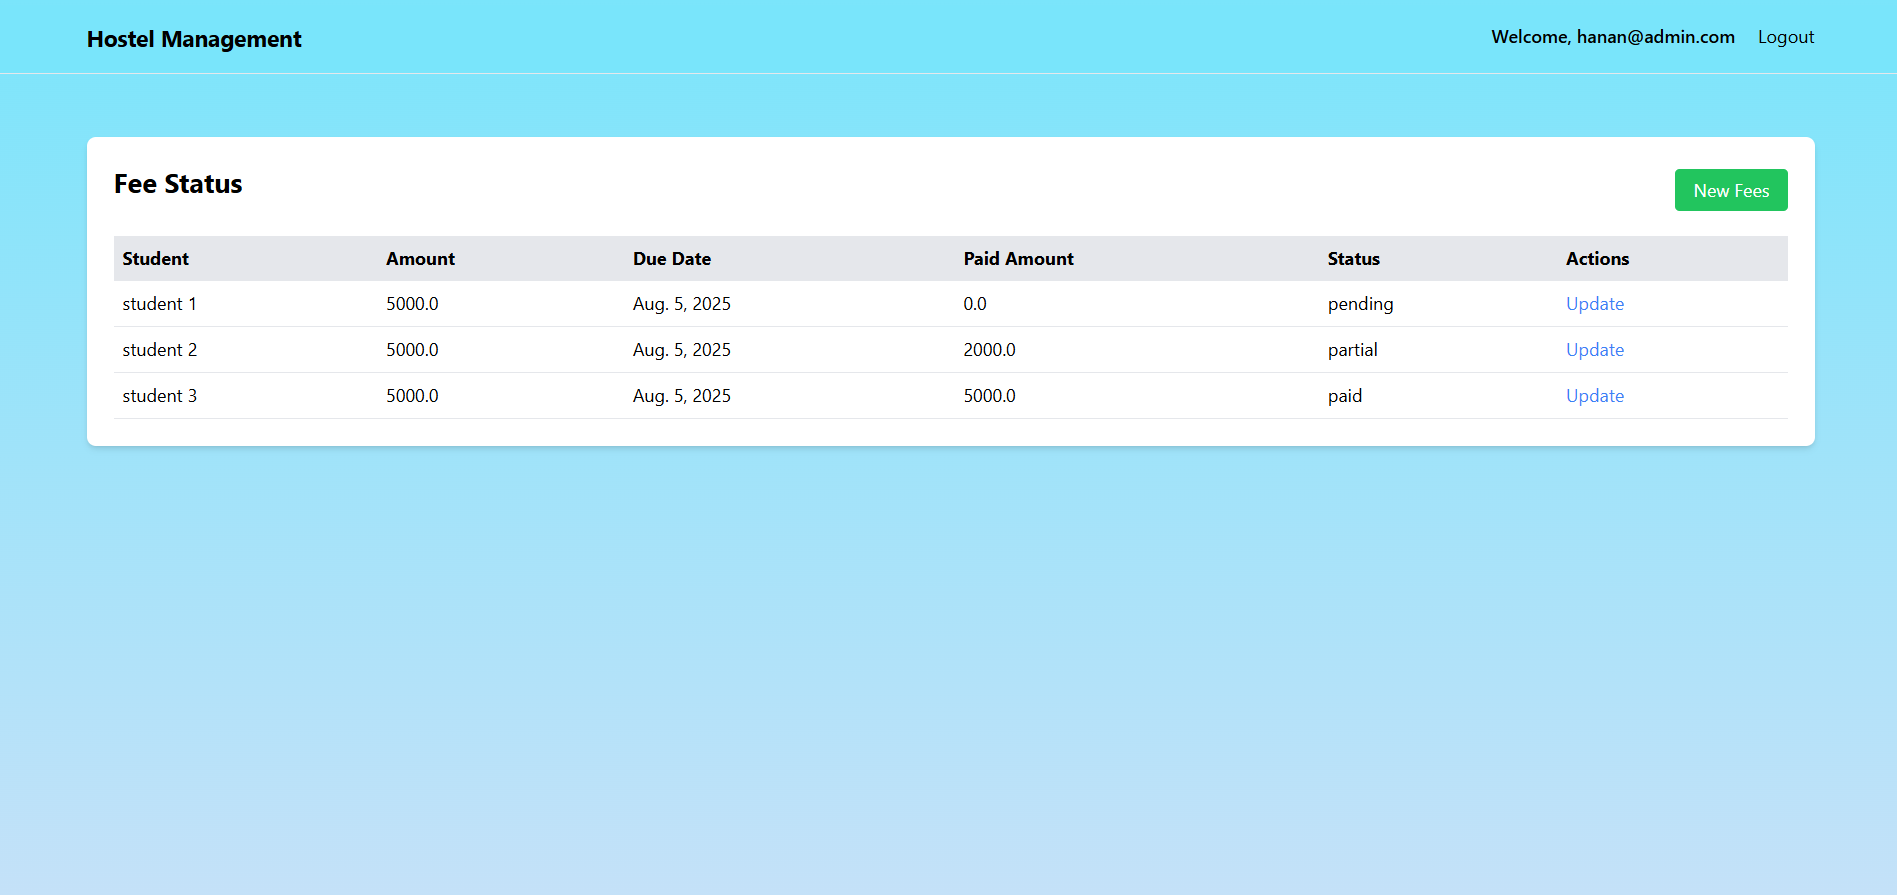 Hostel Management
Welcome, hanan@admin.com Logout
Fee Status
New Fees
Student Amount Due Date Paid Amount Status Actions
student 1 5000.0 Aug. 5, 2025 0.0 pending Update
student 2 5000.0 Aug. 5, 2025 2000.0 partial Update
student 3 5000.0 Aug. 5, 2025 5000.0 paid Update